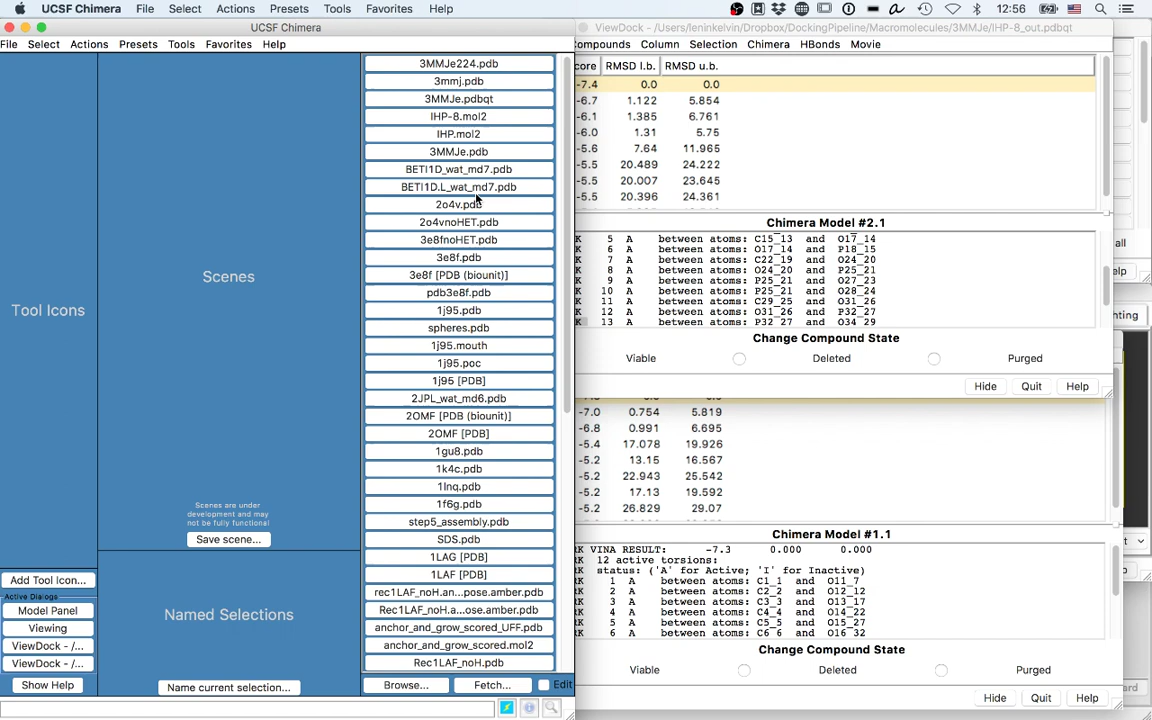 UCSF Chimera File Select Actions Presets Tools Favorites Help 12:56
UCSF Chimera
File Select Actions Presets Tools Favorites Help
3MMJe224.pdb
3mmj.pdb
3MMJe.pdbqt
IHP-8.mol2
IHP.mol2
3MMJe.pdb
BETI1D_wat_md7.pdb
BETI1D.L_wat_md7.pdb
2o4v.pdb
2o4vnoHET.pdb
3e8fnoHET.pdb
3e8f.pdb
3e8f [PDB (biounit)]
pdb3e8f.pdb
1j95.pdb
spheres.pdb
1j95.mouth
1j95.poc
1j95 [PDB]
2JPL_wat_md6.pdb
2OMF [PDB (biounit)]
2OMF [PDB]
1gu8.pdb
1k4c.pdb
1lnq.pdb
1f6g.pdb
step5_assembly.pdb
SDS.pdb
1LAG [PDB]
1LAF [PDB]
rec1LAF_noH.an...pose.amber.pdb
Rec1LAF_noH.a...ose.amber.pdb
anchor_and_grow_scored_UFF.pdb
anchor_and_grow_scored.mol2
Rec1LAF_noH.pdb
Browse... Fetch... Edit
Tool Icons
Scenes
Scenes are under
development and may
not be fully functional
Save scene...
Add Tool Icon...
Active Dialogs
Model Panel
Viewing
ViewDock - /...
ViewDock - /...
Show Help
Named Selections
Name current selection...
ViewDock - /Users/leninkelvin/Dropbox/DockingPipeline/Macromolecules/3MMJe/IHP-8_out.pdbqt
ompounds Column Selection Chimera HBonds Movie
core RMSD l.b. RMSD u.b.
-7.4 0.0 0.0
-6.7 1.122 5.854
-6.1 1.385 6.761
-6.0 1.31 5.75
-5.6 7.64 11.965
-5.5 20.489 24.222
-5.5 20.007 23.645
-5.5 20.396 24.361
Chimera Model #2.1
K 5 A between atoms: C15_13 and O17_14
K 6 A between atoms: O17_14 and P18_15
K 7 A between atoms: C22_19 and O24_20
K 8 A between atoms: O24_20 and P25_21
K 9 A between atoms: P25_21 and O27_23
K 10 A between atoms: P25_21 and O28_24
K 11 A between atoms: C29_25 and O31_26
K 12 A between atoms: O31_26 and P32_27
K 13 A between atoms: P32_27 and O34_29
Change Compound State
Viable Deleted Purged
Hide Quit Help
-7.0 0.754 5.819
-6.8 0.991 6.695
-5.4 17.078 19.926
-5.2 13.15 16.567
-5.2 22.943 25.542
-5.2 17.13 19.592
-5.2 26.829 29.07
Chimera Model #1.1
RK VINA RESULT: -7.3 0.000 0.000
RK 12 active torsions:
RK status: ('A' for Active; 'I' for Inactive)
RK 1 A between atoms: C1_1 and O11_7
RK 2 A between atoms: C2_2 and O12_12
RK 3 A between atoms: C3_3 and O13_17
RK 4 A between atoms: C4_4 and O14_22
RK 5 A between atoms: C5_5 and O15_27
RK 6 A between atoms: C6_6 and O16_32
Change Compound State
Viable Deleted Purged
Hide Quit Help
all
elp
hting